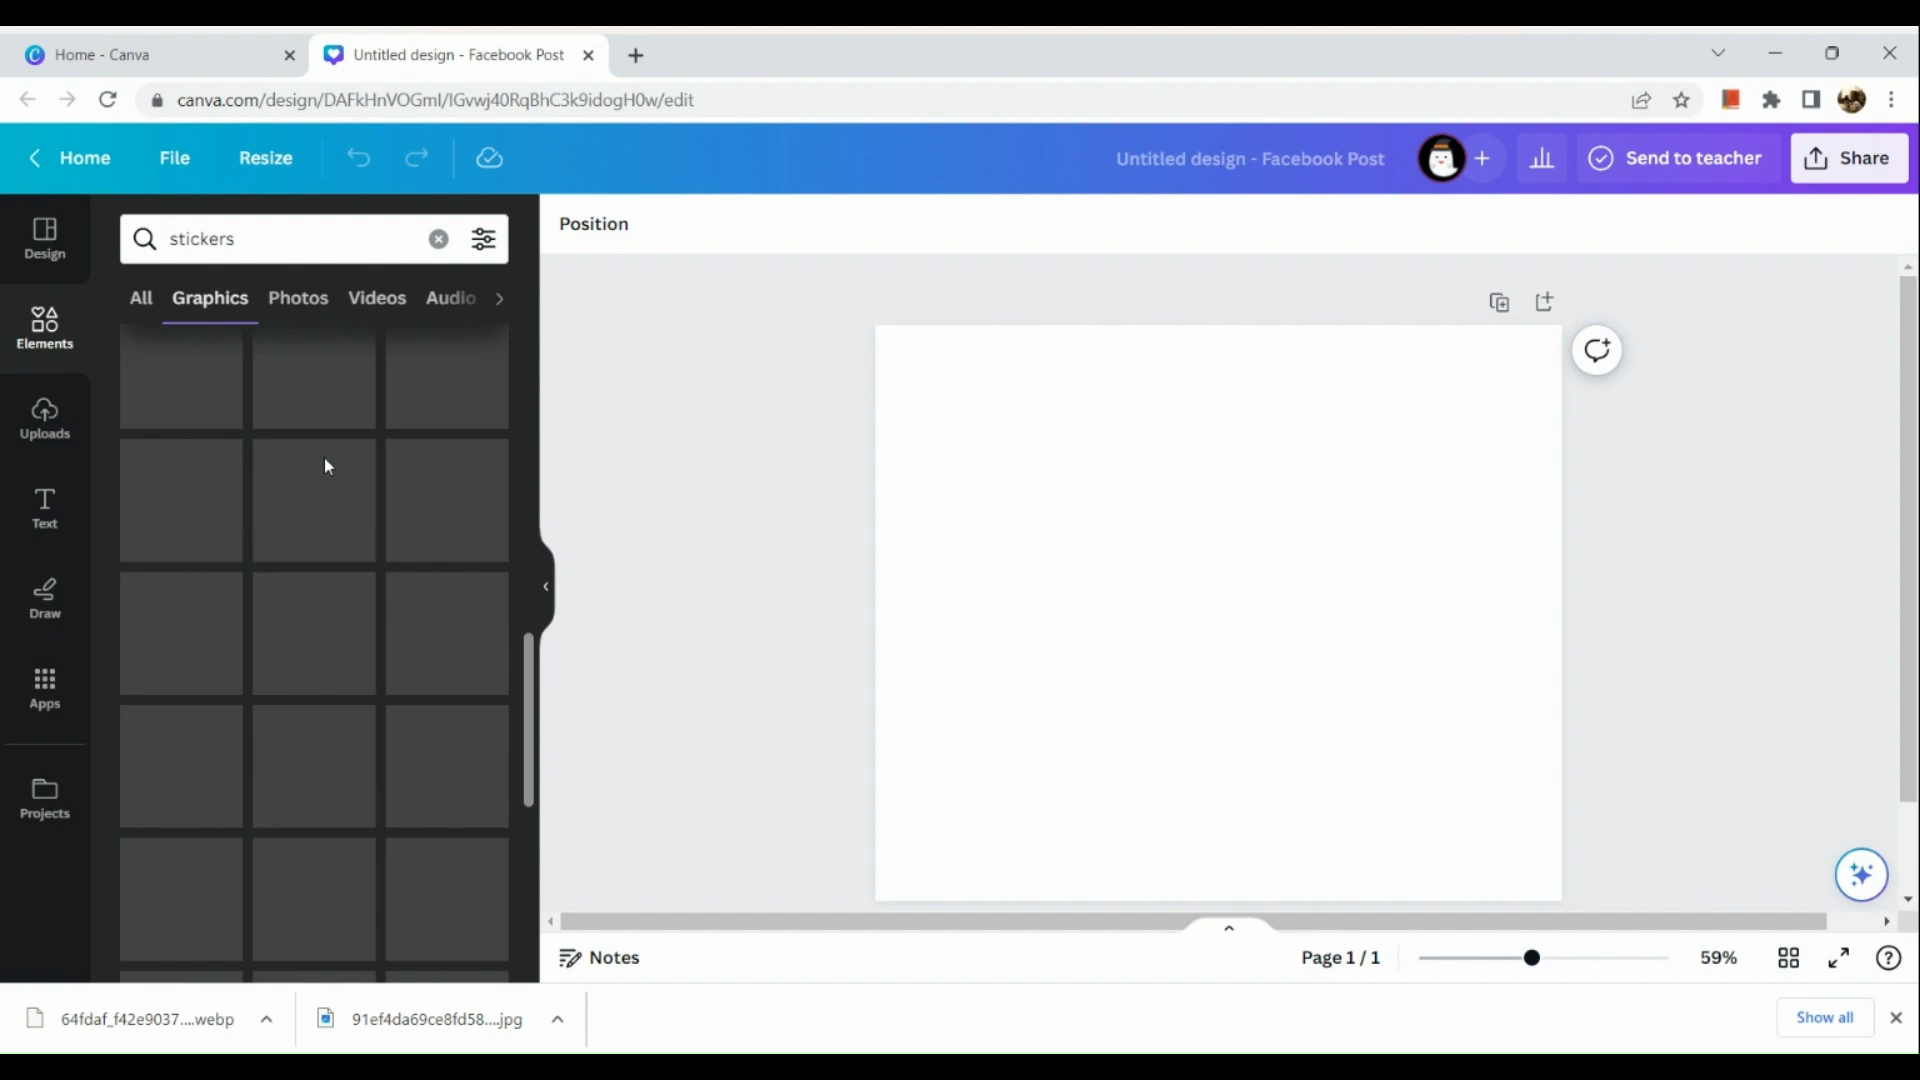 Home - Canva
Untitled design - Facebook Post
canva.com/design/DAFkHnVOGmI/IGvwj40RqBhC3k9idogH0w/edit
Home
File
Resize
Untitled design - Facebook Post
Send to teacher
Share
Design
Elements
Uploads
Text
Draw
Apps
Projects
stickers
All
Graphics
Photos
Videos
Audio
Position
Notes
Page 1 / 1
59%
64fdaf_f42e9037....webp
91ef4da69ce8fd58....jpg
Show all